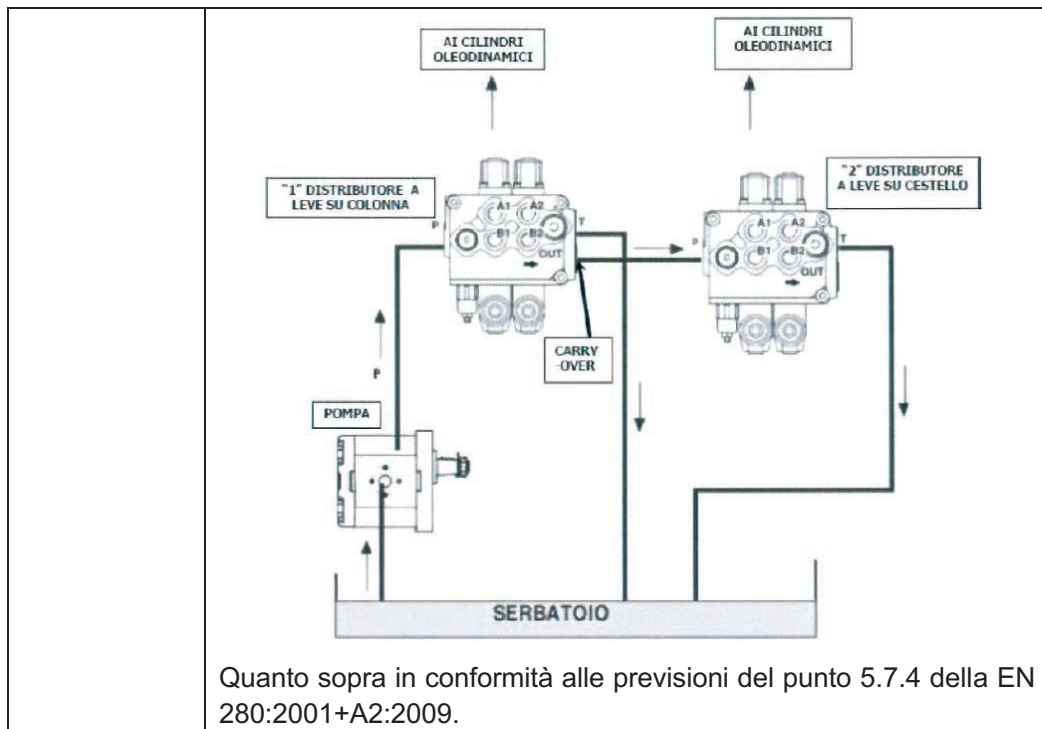 AI CILINDRI
OLEODINAMICI
AI CILINDRI
OLEODINAMICI
"1" DISTRIBUTORE A
LEVE SU COLONNA
"2" DISTRIBUTORE
A LEVE SU CESTELLO
P
A1
A2
B1
B2
T
OUT
P
A1
A2
B1
B2
T
OUT
CARRY
-OVER
P
POMPA
SERBATOIO
Quanto sopra in conformità alle previsioni del punto 5.7.4 della EN
280:2001+A2:2009.